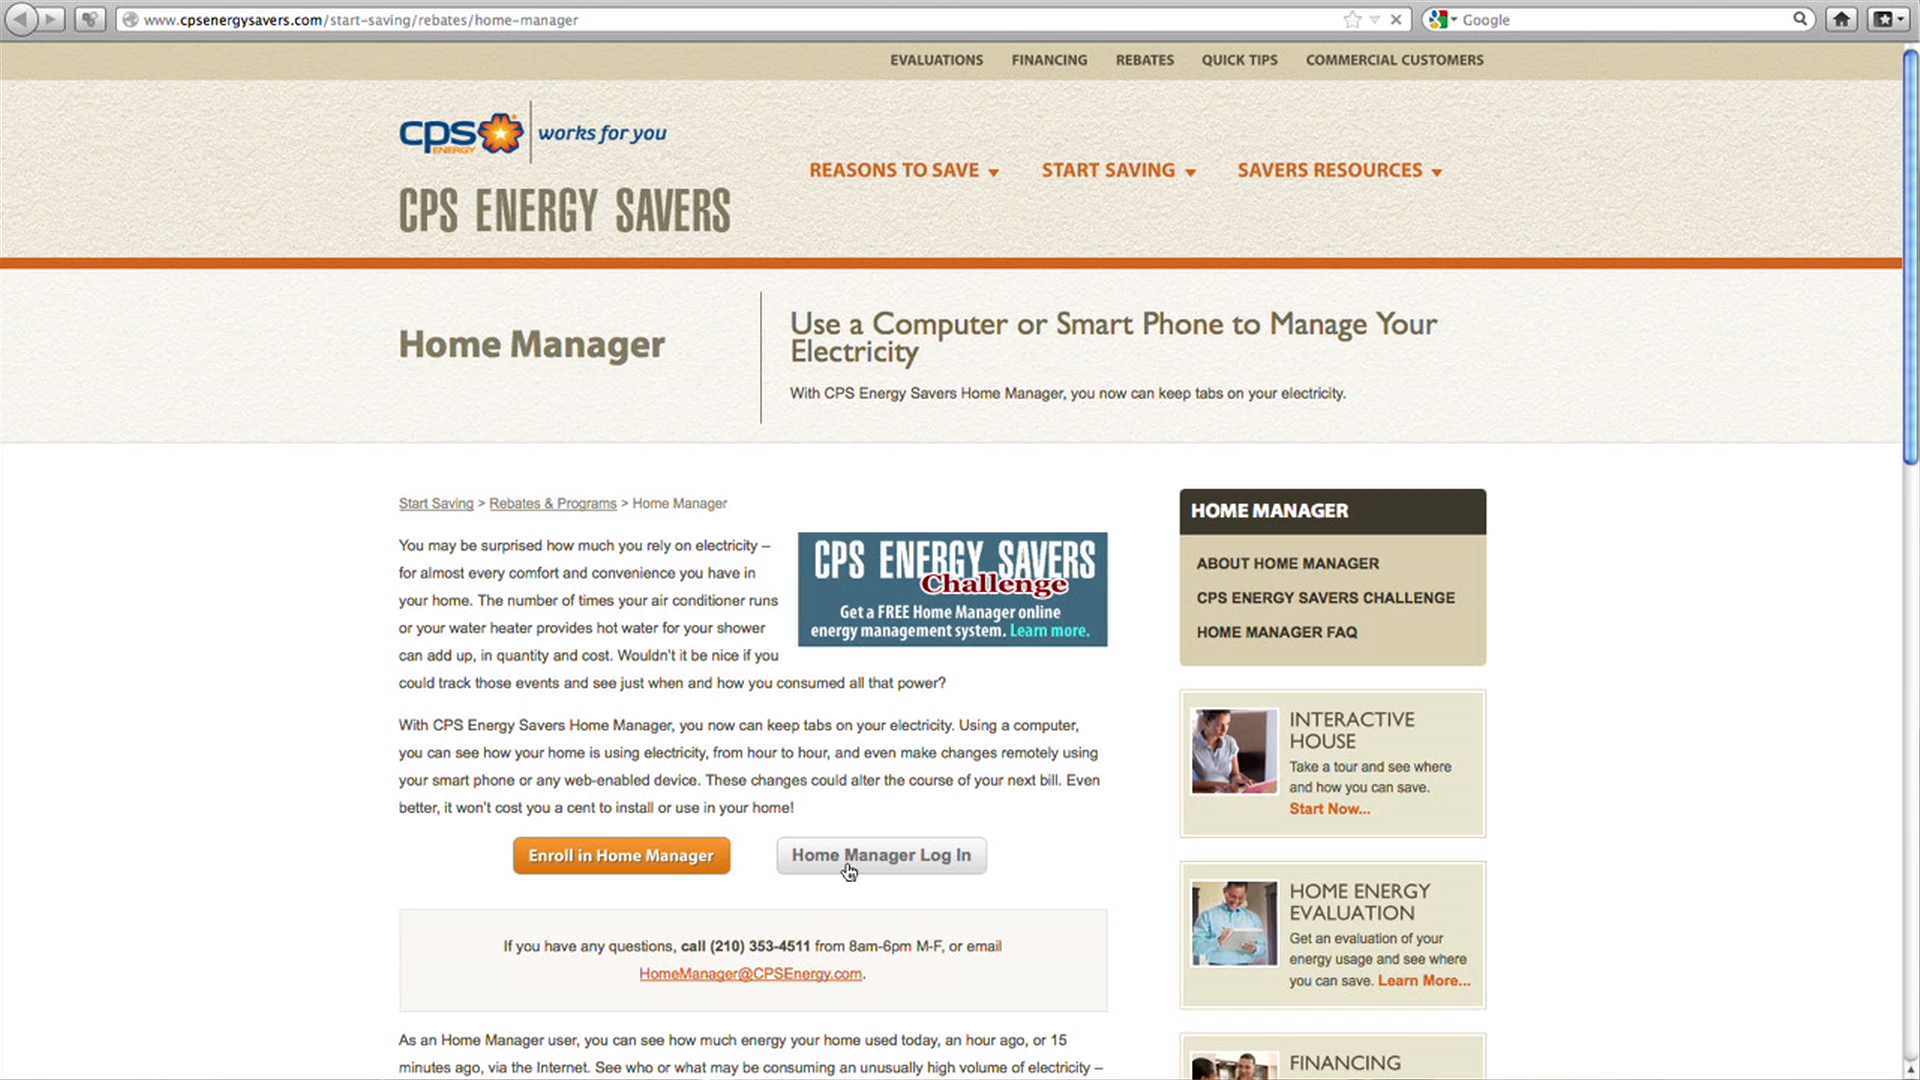 www.cpsenergysavers.com/start-saving/rebates/home-manager
Google
EVALUATIONS FINANCING REBATES QUICK TIPS COMMERCIAL CUSTOMERS
cps ENERGY works for you
CPS ENERGY SAVERS
REASONS TO SAVE START SAVING SAVERS RESOURCES
Home Manager
Use a Computer or Smart Phone to Manage Your
Electricity
With CPS Energy Savers Home Manager, you now can keep tabs on your electricity.
Start Saving > Rebates & Programs > Home Manager
You may be surprised how much you rely on electricity –
for almost every comfort and convenience you have in
your home. The number of times your air conditioner runs
or your water heater provides hot water for your shower
can add up, in quantity and cost. Wouldn't it be nice if you
could track those events and see just when and how you consumed all that power?
CPS ENERGY SAVERS
Challenge
Get a FREE Home Manager online
energy management system. Learn more.
With CPS Energy Savers Home Manager, you now can keep tabs on your electricity. Using a computer,
you can see how your home is using electricity, from hour to hour, and even make changes remotely using
your smart phone or any web-enabled device. These changes could alter the course of your next bill. Even
better, it won't cost you a cent to install or use in your home!
Enroll in Home Manager Home Manager Log In
If you have any questions, call (210) 353-4511 from 8am-6pm M-F, or email
HomeManager@CPSEnergy.com.
As an Home Manager user, you can see how much energy your home used today, an hour ago, or 15
minutes ago, via the Internet. See who or what may be consuming an unusually high volume of electricity –
HOME MANAGER
ABOUT HOME MANAGER
CPS ENERGY SAVERS CHALLENGE
HOME MANAGER FAQ
INTERACTIVE
HOUSE
Take a tour and see where
and how you can save.
Start Now...
HOME ENERGY
EVALUATION
Get an evaluation of your
energy usage and see where
you can save. Learn More...
FINANCING